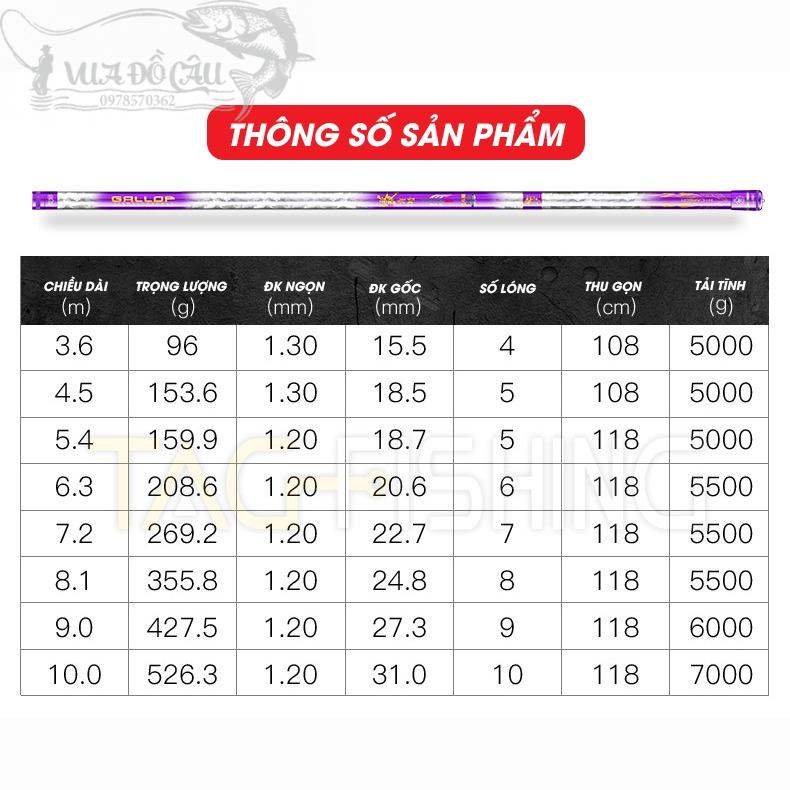 VUA ĐỒ CÂU
0978570362
THÔNG SỐ SẢN PHẨM
GALLOP
CHIỀU DÀI (m) TRỌNG LƯỢNG (g) ĐK NGỌN (mm) ĐK GỐC (mm) SỐ LÓNG THU GỌN (cm) TẢI TĨNH (g)
3.6 96 1.30 15.5 4 108 5000
4.5 153.6 1.30 18.5 5 108 5000
5.4 159.9 1.20 18.7 5 118 5000
6.3 208.6 1.20 20.6 6 118 5500
7.2 269.2 1.20 22.7 7 118 5500
8.1 355.8 1.20 24.8 8 118 5500
9.0 427.5 1.20 27.3 9 118 6000
10.0 526.3 1.20 31.0 10 118 7000
TAG-FISHING